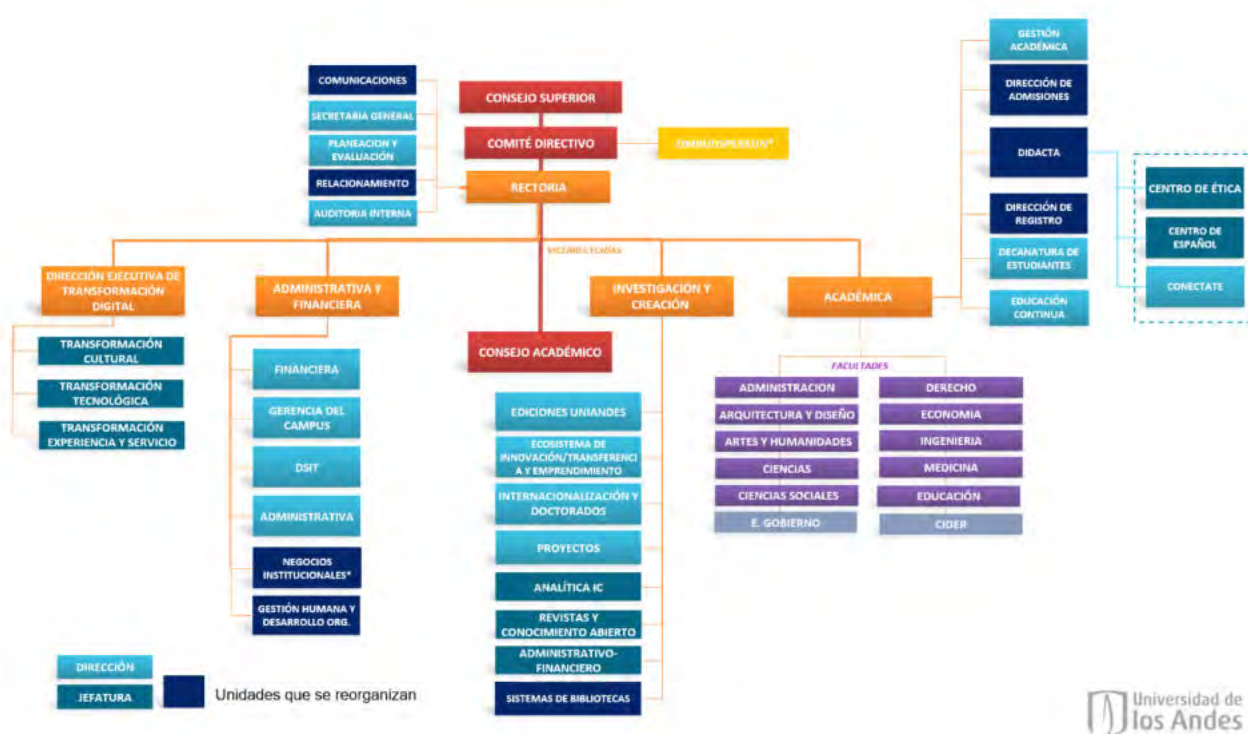 GESTIÓN
ACADÉMICA
COMUNICACIONES
DIRECCIÓN DE
ADMISIONES
CONSEJO SUPERIOR
SECRETARIA GENERAL
COMITÉ DIRECTIVO
PLANEACION Y
EVALUACIÓN
DIDACTA
RELACIONAMIENTO
RECTORIA
CENTRO DE ÉTICA
AUDITORIA INTERNA
DIRECCIÓN DE
REGISTRO
CENTRO DE
ESPAÑOL
DECANATURA DE
ESTUDIANTES
CONECTATE
EDUCACIÓN
CONTINUA
DIRECCIÓN EJECUTIVA DE
TRANSFORMACIÓN
DIGITAL
ADMINISTRATIVA Y
FINANCIERA
INVESTIGACIÓN Y
CREACIÓN
ACADÉMICA
CONSEJO ACADÉMICO
TRANSFORMACIÓN
CULTURAL
TRANSFORMACIÓN
TECNOLÓGICA
TRANSFORMACIÓN
EXPERIENCIA Y SERVICIO
FINANCIERA
GERENCIA DEL
CAMPUS
DSIT
ADMINISTRATIVA
NEGOCIOS
INSTITUCIONALES*
GESTIÓN HUMANA Y
DESARROLLO ORG.
EDICIONES UNIANDES
ECOSISTEMA DE
INNOVACIÓN/TRANSFERENCI
A Y EMPRENDIMIENTO
INTERNACIONALIZACIÓN Y
DOCTORADOS
PROYECTOS
ANALÍTICA IC
REVISTAS Y
CONOCIMIENTO ABIERTO
ADMINISTRATIVO-
FINANCIERO
SISTEMAS DE BIBLIOTECAS
FACULTADES
ADMINISTRACION
DERECHO
ARQUITECTURA Y DISEÑO
ECONOMIA
ARTES Y HUMANIDADES
INGENIERIA
CIENCIAS
MEDICINA
CIENCIAS SOCIALES
EDUCACIÓN
E. GOBIERNO
CIDER
DIRECCIÓN
JEFATURA
Unidades que se reorganizan
Universidad de
los Andes